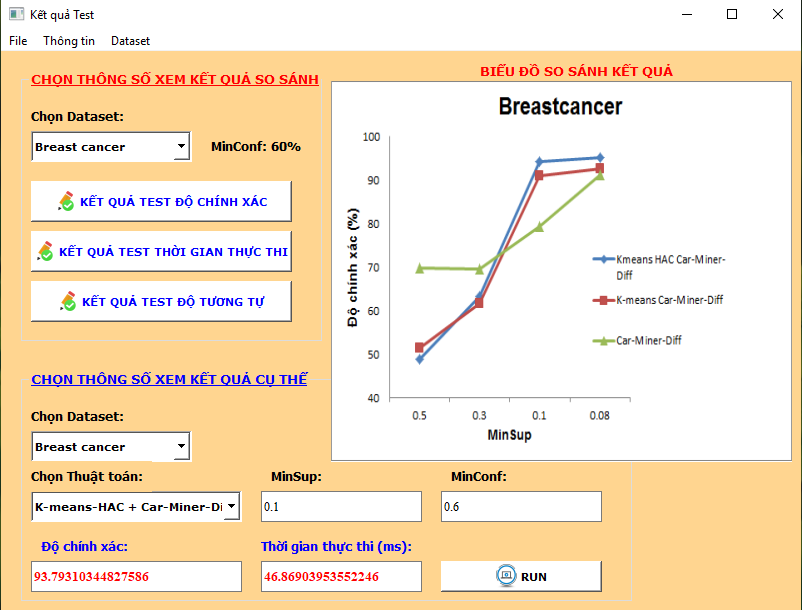 Kết quả Test
File Thông tin Dataset
CHỌN THÔNG SỐ XEM KẾT QUẢ SO SÁNH
Chọn Dataset:
Breast cancer
MinConf: 60%
KẾT QUẢ TEST ĐỘ CHÍNH XÁC
KẾT QUẢ TEST THỜI GIAN THỰC THI
KẾT QUẢ TEST ĐỘ TƯƠNG TỰ
BIỂU ĐỒ SO SÁNH KẾT QUẢ
Breastcancer
Độ chính xác (%)
100
90
80
70
60
50
40
0.5 0.3 0.1 0.08
MinSup
Kmeans HAC Car-Miner-
Diff
K-means Car-Miner-Diff
Car-Miner-Diff
CHỌN THÔNG SỐ XEM KẾT QUẢ CỤ THỂ
Chọn Dataset:
Breast cancer
Chọn Thuật toán: MinSup: MinConf:
K-means-HAC + Car-Miner-Di 0.1 0.6
Độ chính xác: Thời gian thực thi (ms):
93.79310344827586 46.86903953552246 RUN